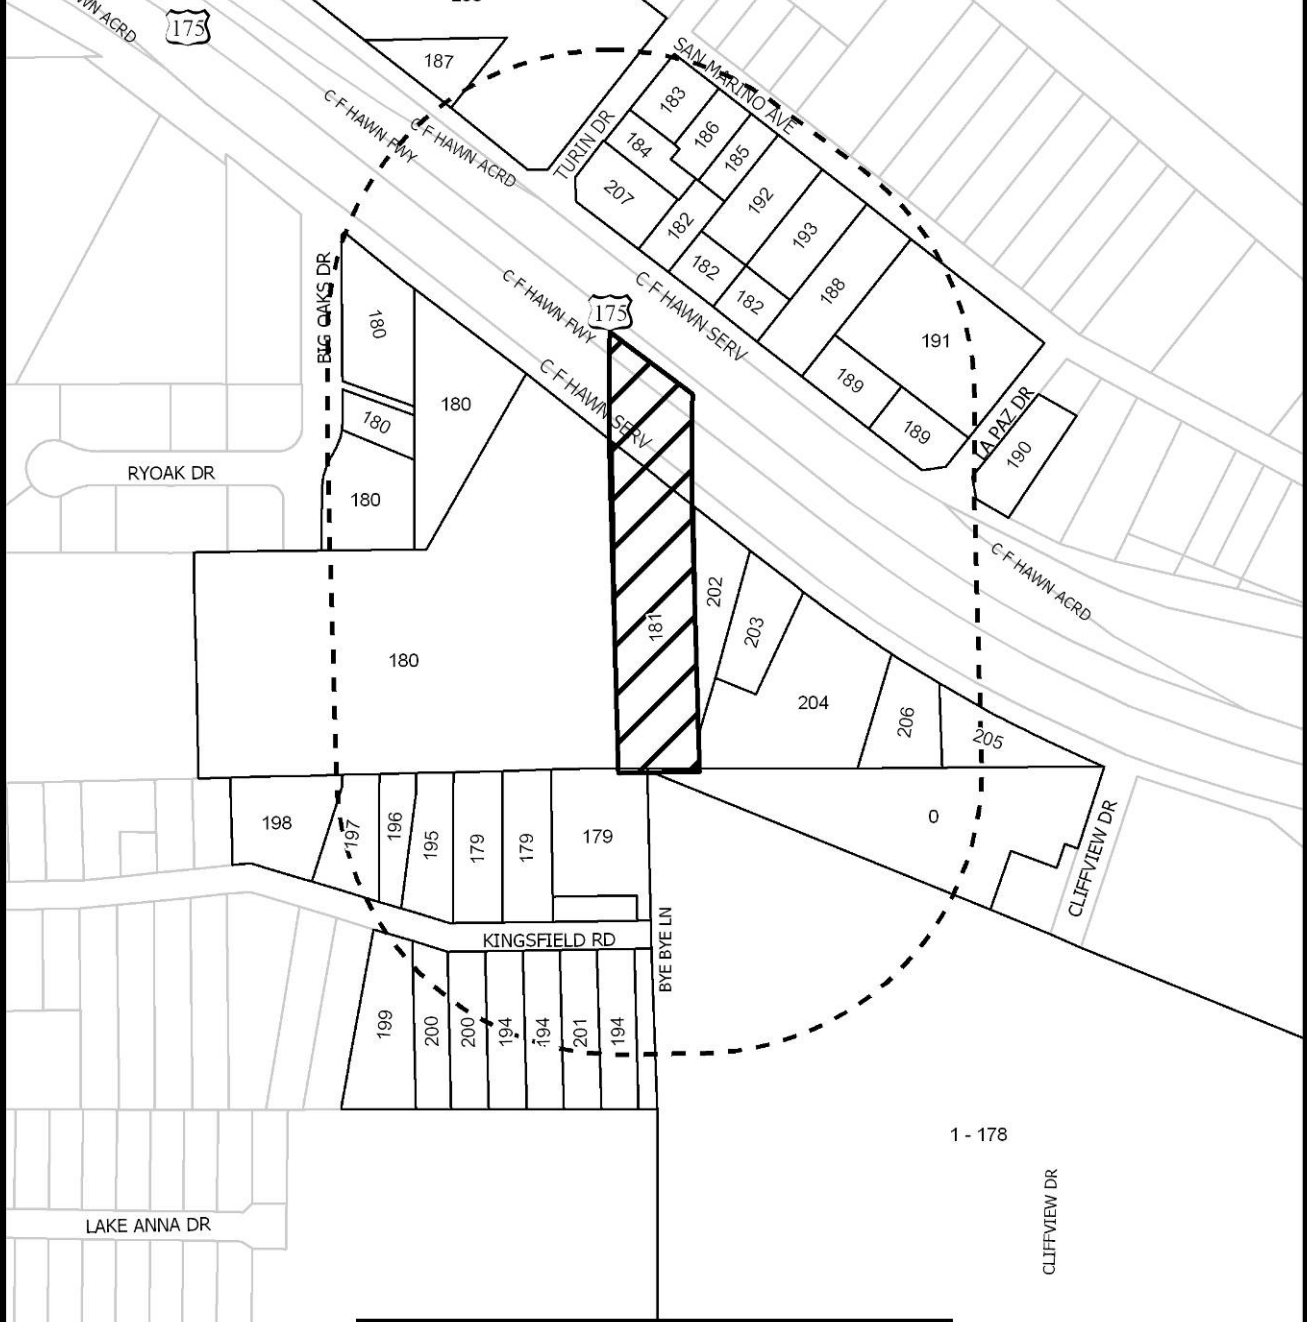 WN ACRD
175
187
SAN MARINO AVE
C F HAWN FWY
C F HAWN ACRD
TURIN DR
183
186
184
185
207
192
182
193
182
188
182
BIG OAKS DR
C F HAWN FWY
175
C F HAWN SERV
191
180
C F HAWN SERV
189
180
180
189
LA PAZ DR
190
RYOAK DR
180
C F HAWN ACRD
202
181
203
180
204
206
205
198
197
196
195
179
179
179
0
CLIFFVIEW DR
KINGSFIELD RD
BYE BYE LN
199
200
200
194
194
201
194
1 - 178
CLIFFVIEW DR
LAKE ANNA DR